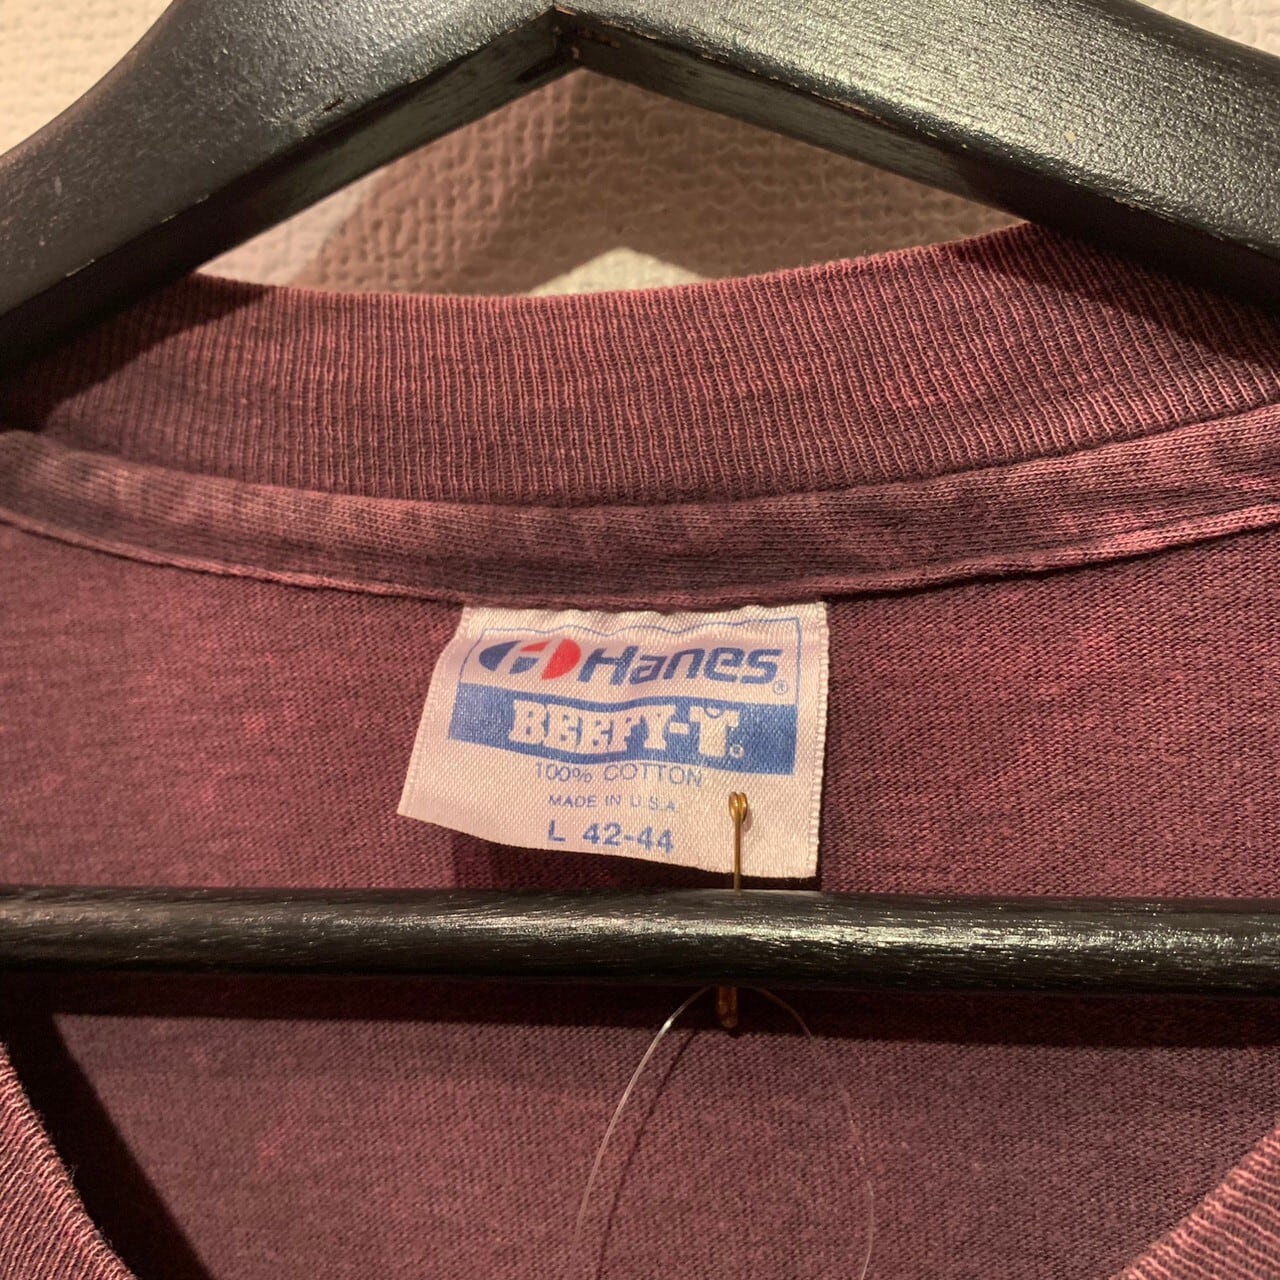 Hanes®
BEEFY-T®
100% COTTON
MADE IN U.S.A.
L 42-44